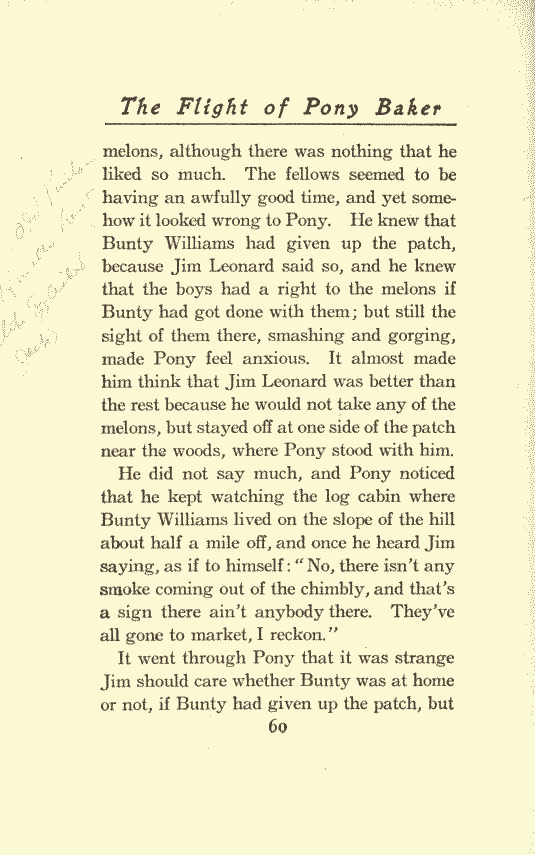 The Flight of Pony Baker
melons, although there was nothing that he
liked so much. The fellows seemed to be
having an awfully good time, and yet some-
how it looked wrong to Pony. He knew that
Bunty Williams had given up the patch,
because Jim Leonard said so, and he knew
that the boys had a right to the melons if
Bunty had got done with them; but still the
sight of them there, smashing and gorging,
made Pony feel anxious. It almost made
him think that Jim Leonard was better than
the rest because he would not take any of the
melons, but stayed off at one side of the patch
near the woods, where Pony stood with him.
He did not say much, and Pony noticed
that he kept watching the log cabin where
Bunty Williams lived on the slope of the hill
about half a mile off, and once he heard Jim
saying, as if to himself: "No, there isn't any
smoke coming out of the chimbly, and that's
a sign there ain't anybody there. They've
all gone to market, I reckon."
It went through Pony that it was strange
Jim should care whether Bunty was at home
or not, if Bunty had given up the patch, but
60